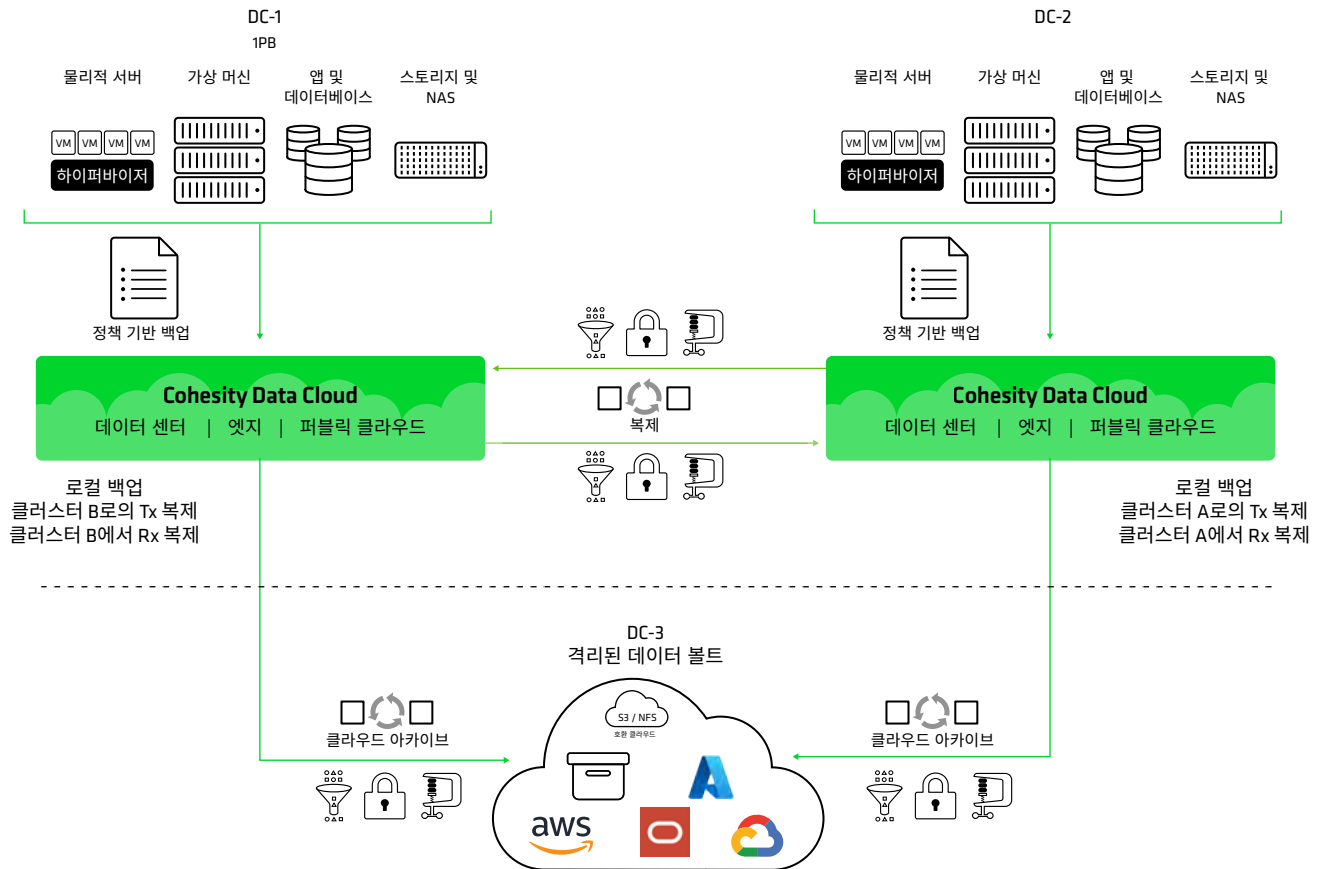 DC-1
1PB
물리적 서버
가상 머신
앱 및
데이터베이스
스토리지 및
NAS
VM VM VM VM
하이퍼바이저
정책 기반 백업
Cohesity Data Cloud
데이터 센터 | 엣지 | 퍼블릭 클라우드
로컬 백업
클러스터 B로의 Tx 복제
클러스터 B에서 Rx 복제
복제
DC-2
물리적 서버
가상 머신
앱 및
데이터베이스
스토리지 및
NAS
VM VM VM VM
하이퍼바이저
정책 기반 백업
Cohesity Data Cloud
데이터 센터 | 엣지 | 퍼블릭 클라우드
로컬 백업
클러스터 A로의 Tx 복제
클러스터 A에서 Rx 복제
DC-3
격리된 데이터 볼트
클라우드 아카이브
S3 / NFS
호환 클라우드
aws
클라우드 아카이브